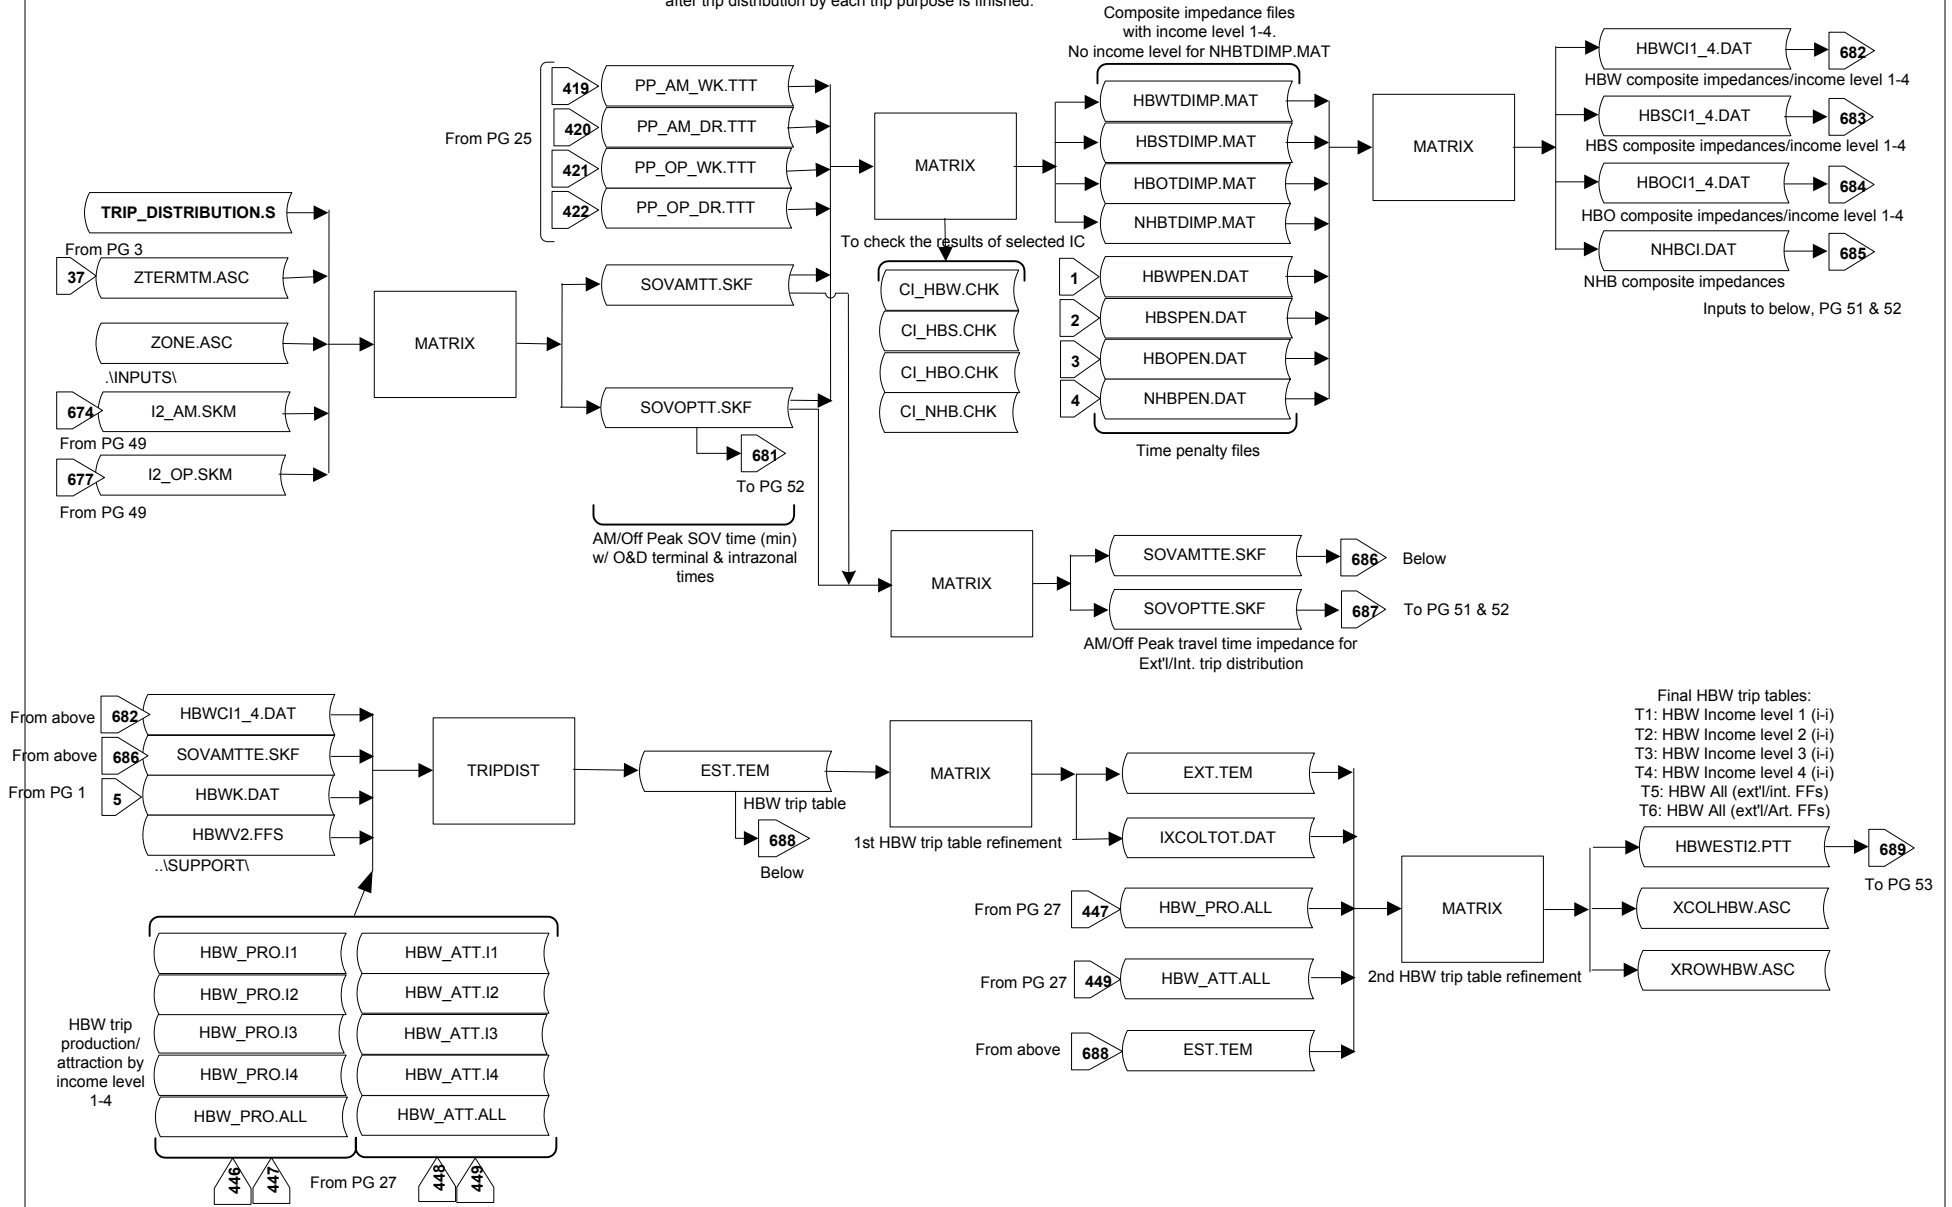 after trip distribution by each trip purpose is finished.
Composite impedance files
with income level 1-4.
No income level for NHBTDIMP.MAT
From PG 25
419
PP_AM_WK.TTT
420
PP_AM_DR.TTT
421
PP_OP_WK.TTT
422
PP_OP_DR.TTT
MATRIX
HBWTDIMP.MAT
HBSTDIMP.MAT
HBOTDIMP.MAT
NHBTDIMP.MAT
MATRIX
HBWCI1_4.DAT
682
HBW composite impedances/income level 1-4
HBSCI1_4.DAT
683
HBS composite impedances/income level 1-4
HBOCI1_4.DAT
684
HBO composite impedances/income level 1-4
NHBCI.DAT
685
NHB composite impedances
Inputs to below, PG 51 & 52
TRIP_DISTRIBUTION.S
From PG 3
37
ZTERMTM.ASC
ZONE.ASC
.\INPUTS\
674
I2_AM.SKM
From PG 49
677
I2_OP.SKM
From PG 49
MATRIX
SOVAMTT.SKF
SOVOPTT.SKF
681
To PG 52
AM/Off Peak SOV time (min)
w/ O&D terminal & intrazonal
times
To check the results of selected IC
CI_HBW.CHK
CI_HBS.CHK
CI_HBO.CHK
CI_NHB.CHK
1
HBWPEN.DAT
2
HBSPEN.DAT
3
HBOPEN.DAT
4
NHBPEN.DAT
Time penalty files
MATRIX
SOVAMTTE.SKF
686
Below
SOVOPTTE.SKF
687
To PG 51 & 52
AM/Off Peak travel time impedance for
Ext'l/Int. trip distribution
From above
682
HBWCI1_4.DAT
From above
686
SOVAMTTE.SKF
From PG 1
5
HBWK.DAT
HBWV2.FFS
..\SUPPORT\
TRIPDIST
EST.TEM
HBW trip table
688
Below
MATRIX
1st HBW trip table refinement
EXT.TEM
IXCOLTOT.DAT
From PG 27
447
HBW_PRO.ALL
From PG 27
449
HBW_ATT.ALL
From above
688
EST.TEM
MATRIX
2nd HBW trip table refinement
Final HBW trip tables:
T1: HBW Income level 1 (i-i)
T2: HBW Income level 2 (i-i)
T3: HBW Income level 3 (i-i)
T4: HBW Income level 4 (i-i)
T5: HBW All (ext'l/int. FFs)
T6: HBW All (ext'l/Art. FFs)
HBWESTI2.PTT
689
To PG 53
XCOLHBW.ASC
XROWHBW.ASC
HBW trip
production/
attraction by
income level
1-4
HBW_PRO.I1
HBW_ATT.I1
HBW_PRO.I2
HBW_ATT.I2
HBW_PRO.I3
HBW_ATT.I3
HBW_PRO.I4
HBW_ATT.I4
HBW_PRO.ALL
HBW_ATT.ALL
446
447
From PG 27
448
449